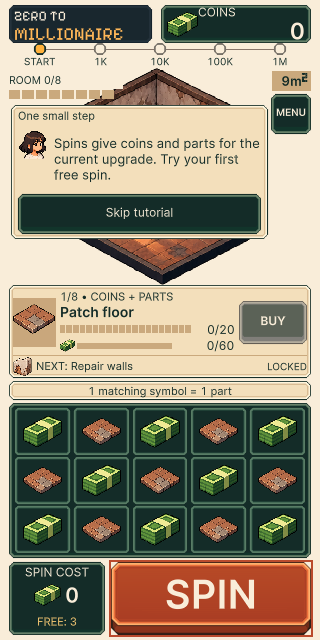 ZERO TO
MILLIONAIRE
COINS
0
START
1K
10K
100K
1M
ROOM 0/8
9m²
MENU
One small step
Spins give coins and parts for the
current upgrade. Try your first
free spin.
Skip tutorial
1/8 • COINS + PARTS
Patch floor
0/20
0/60
BUY
NEXT: Repair walls
LOCKED
1 matching symbol = 1 part
SPIN COST
0
FREE: 3
SPIN